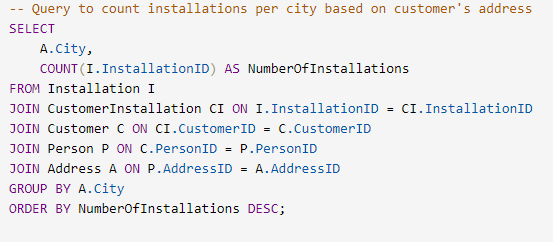 -- Query to count installations per city based on customer's address
SELECT
    A.City,
    COUNT(I.InstallationID) AS NumberOfInstallations
FROM Installation I
JOIN CustomerInstallation CI ON I.InstallationID = CI.InstallationID
JOIN Customer C ON CI.CustomerID = C.CustomerID
JOIN Person P ON C.PersonID = P.PersonID
JOIN Address A ON P.AddressID = A.AddressID
GROUP BY A.City
ORDER BY NumberOfInstallations DESC;